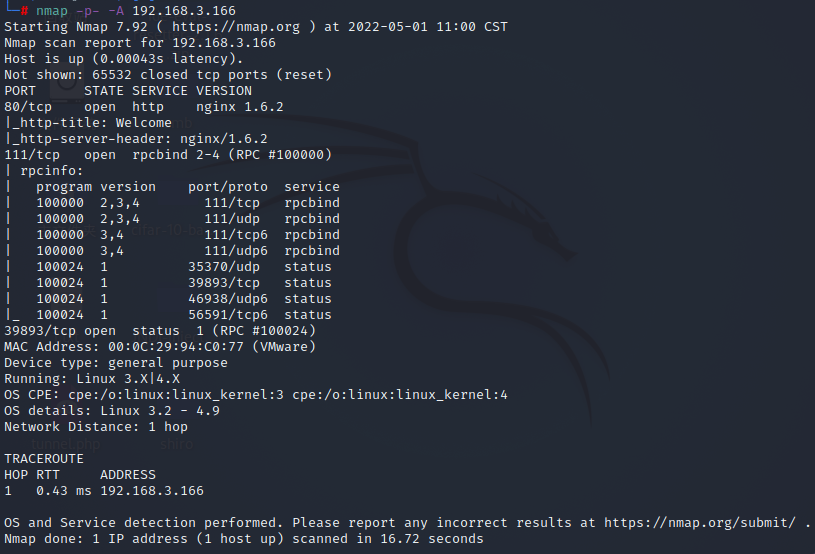 # nmap -p- -A 192.168.3.166
Starting Nmap 7.92 ( https://nmap.org ) at 2022-05-01 11:00 CST
Nmap scan report for 192.168.3.166
Host is up (0.00043s latency).
Not shown: 65532 closed tcp ports (reset)
PORT      STATE SERVICE VERSION
80/tcp    open  http    nginx 1.6.2
|_http-title: Welcome
|_http-server-header: nginx/1.6.2
111/tcp   open  rpcbind 2-4 (RPC #100000)
| rpcinfo:
|   program version    port/proto  service
|   100000  2,3,4        111/tcp   rpcbind
|   100000  2,3,4        111/udp   rpcbind
|   100000  3,4          111/tcp6  rpcbind
|   100000  3,4          111/udp6  rpcbind
|   100024  1          35370/udp   status
|   100024  1          39893/tcp   status
|   100024  1          46938/udp6  status
|_  100024  1          56591/tcp6  status
39893/tcp open  status  1 (RPC #100024)
MAC Address: 00:0C:29:94:C0:77 (VMware)
Device type: general purpose
Running: Linux 3.X|4.X
OS CPE: cpe:/o:linux:linux_kernel:3 cpe:/o:linux:linux_kernel:4
OS details: Linux 3.2 - 4.9
Network Distance: 1 hop
TRACEROUTE
HOP RTT     ADDRESS
1   0.43 ms 192.168.3.166
OS and Service detection performed. Please report any incorrect results at https://nmap.org/submit/ .
Nmap done: 1 IP address (1 host up) scanned in 16.72 seconds